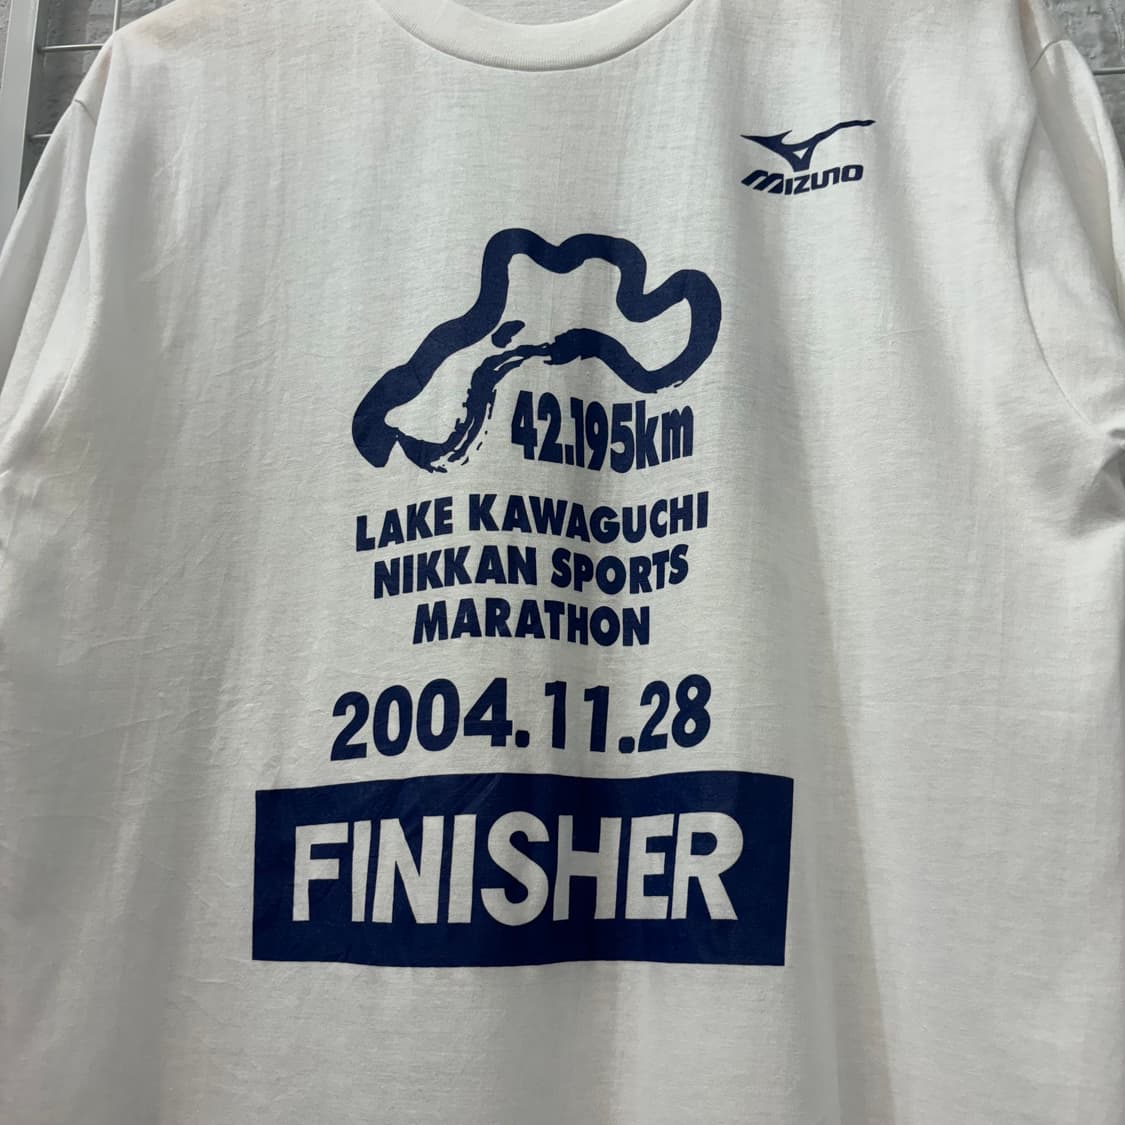 MIZUNO
42.195km
LAKE KAWAGUCHI
NIKKAN SPORTS
MARATHON
2004.11.28
FINISHER